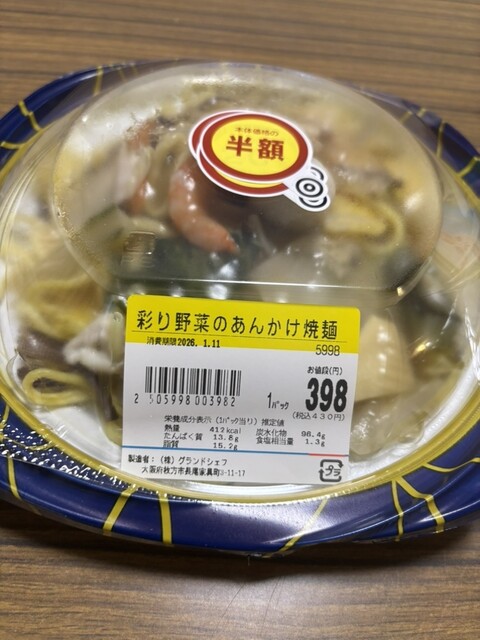 本体価格の
半額
彩り野菜のあんかけ焼麺
消費期限2026. 1.11
5998
お値段(円)
1パック 398
(税込430円)
2 505998 003982
栄養成分表示(1パック当り)推定値
熱量 412kcal 炭水化物 56.4g
たんぱく質 13.8g 食塩相当量 1.3g
脂質 15.2g
製造者:(株)グランドシェフ
大阪府枚方市長尾家具町3-11-17
プラ